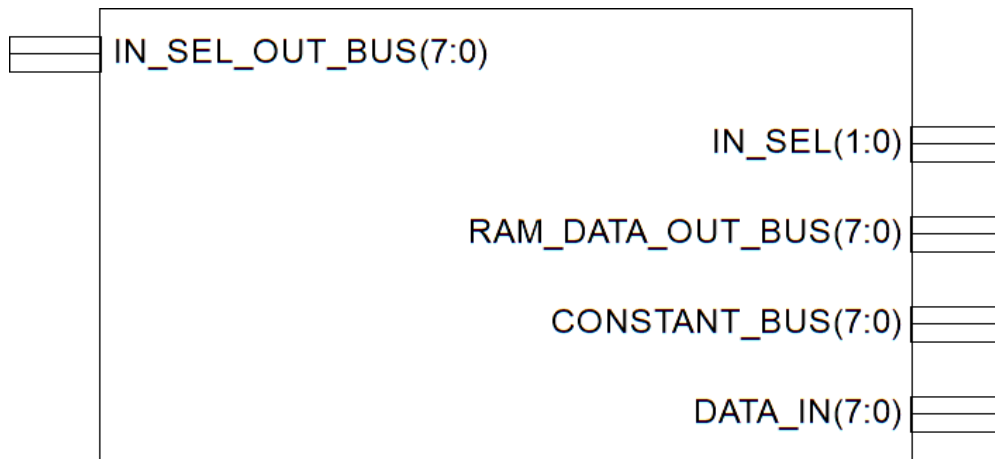 IN_SEL_OUT_BUS(7:0)
IN_SEL(1:0)
RAM_DATA_OUT_BUS(7:0)
CONSTANT_BUS(7:0)
DATA_IN(7:0)